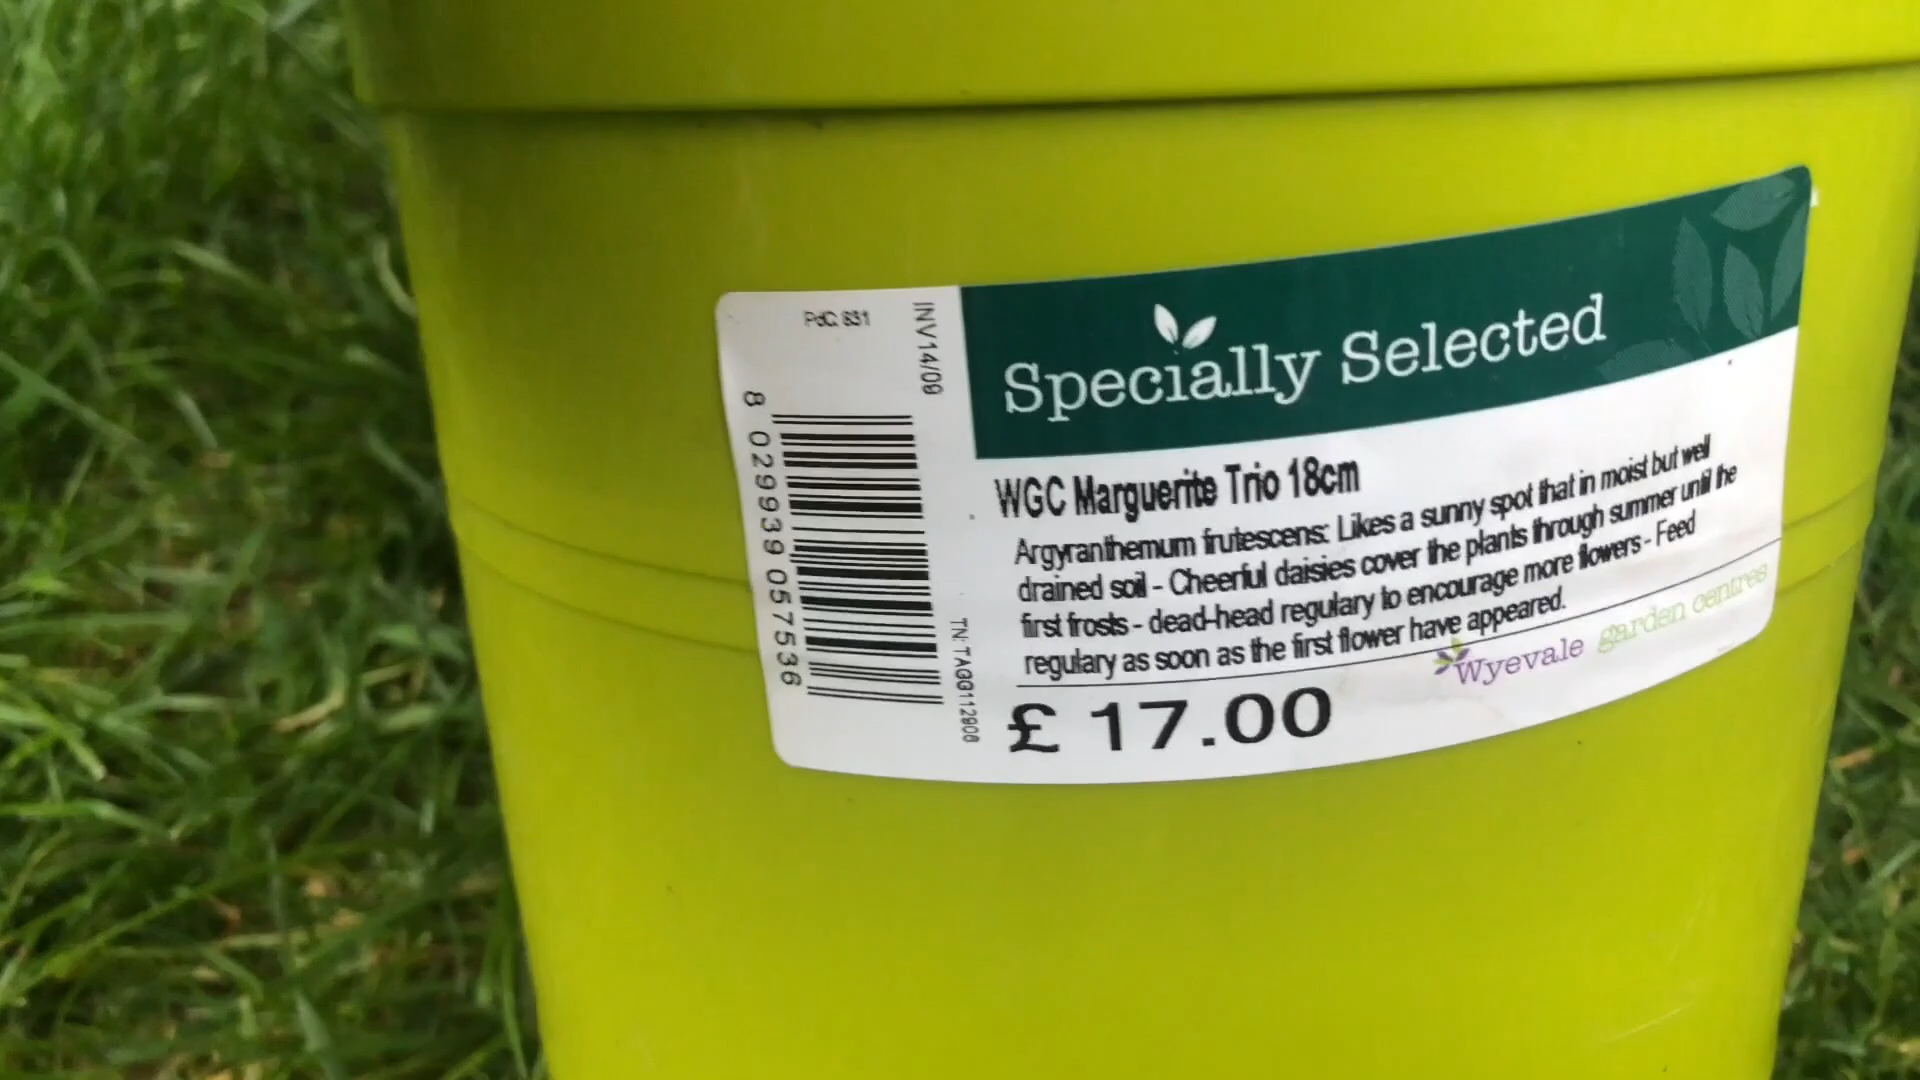 PdC. 831
INV14/09
8 029939 057536
TN: TAGG112906
Specially Selected
WGC Marguerite Trio 18cm
Argyranthemum frutescens: Likes a sunny spot that in moist but well
drained soil - Cheerful daisies cover the plants through summer until the
first frosts - dead-head regulary to encourage more flowers - Feed
regulary as soon as the first flower have appeared.
Wyevale garden centres
£ 17.00